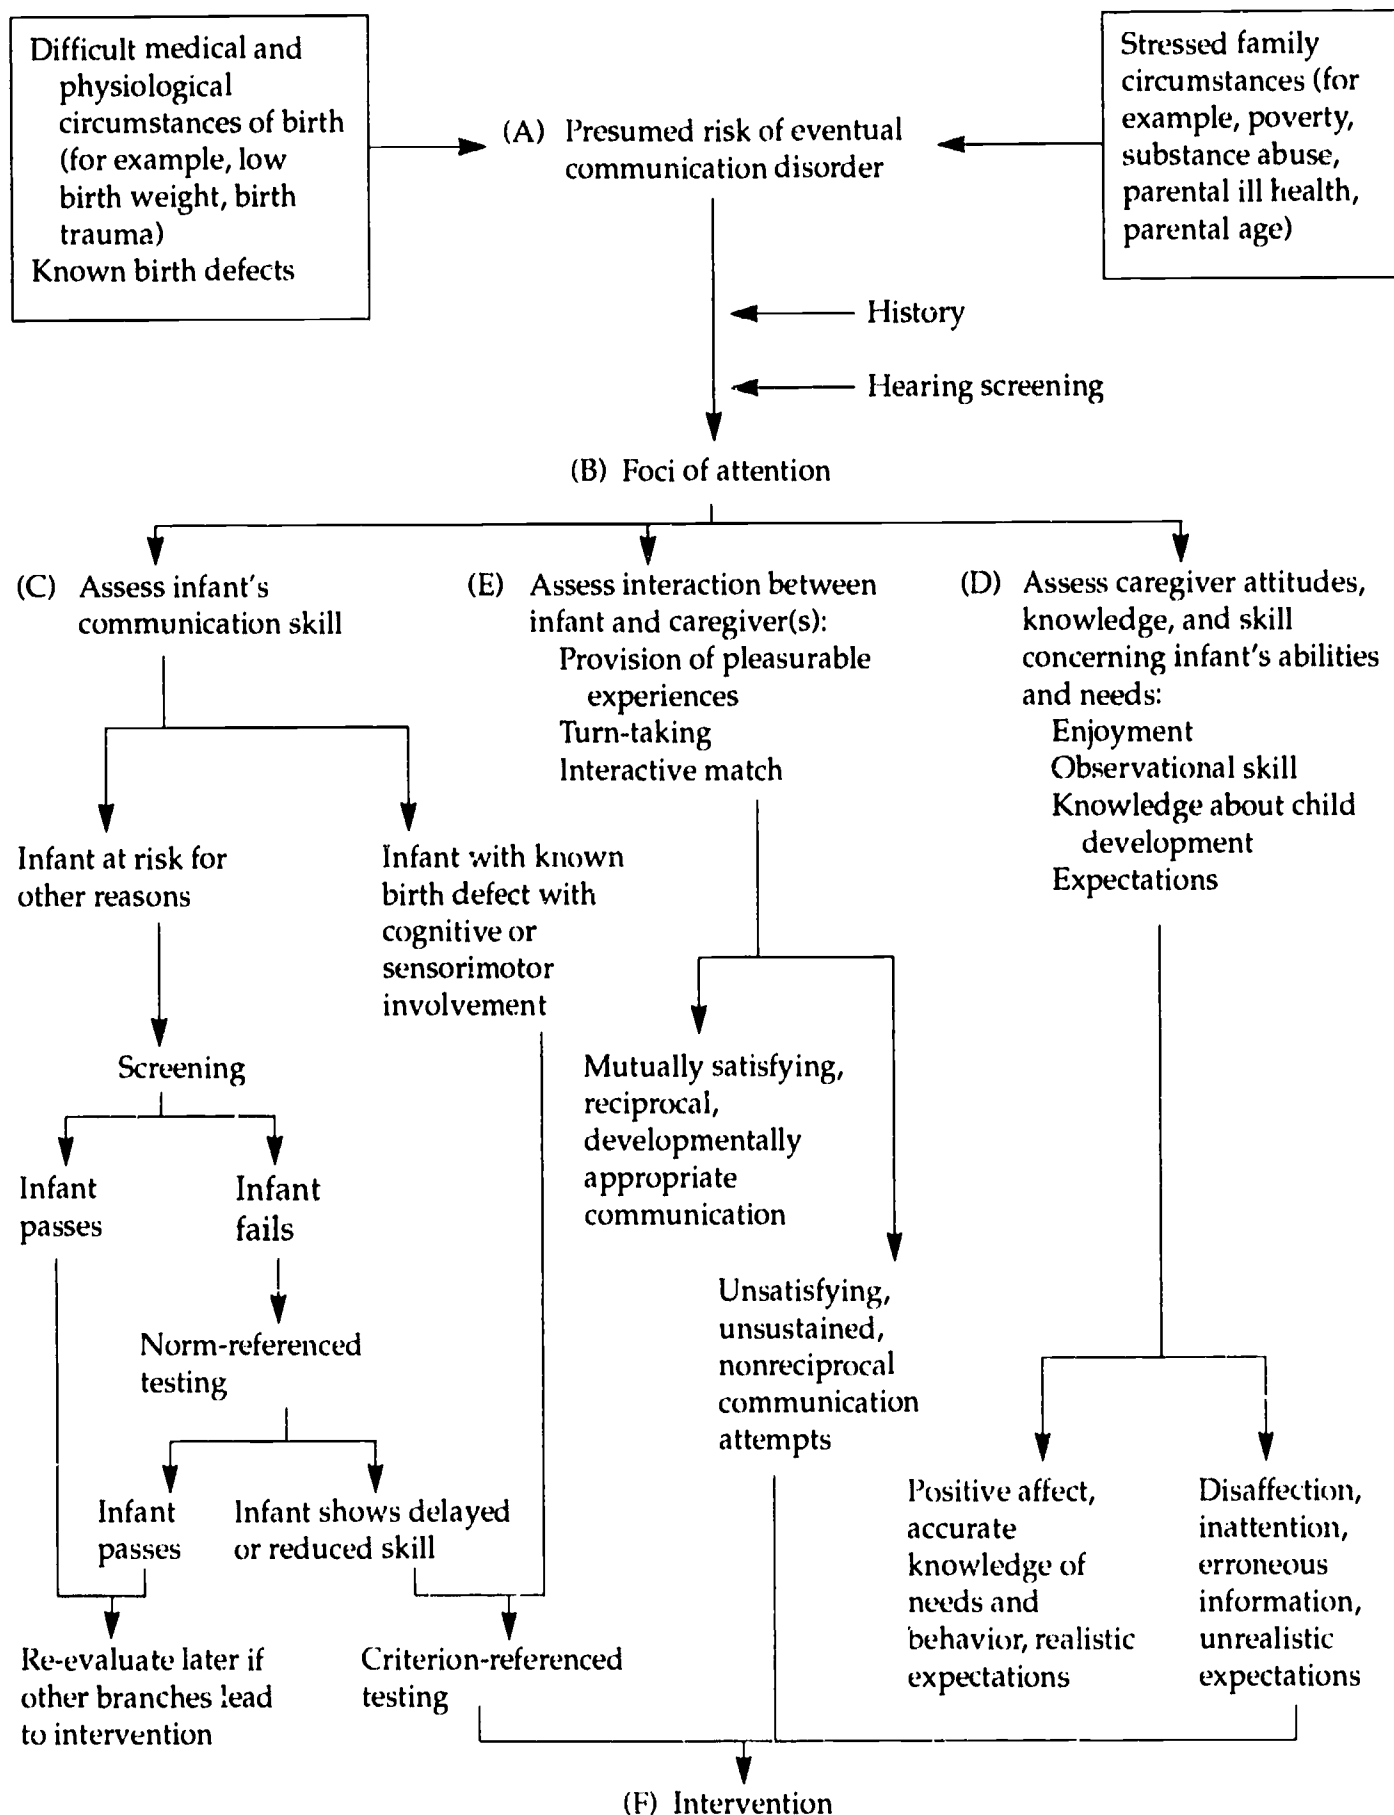 Difficult medical and
physiological
circumstances of birth
(for example, low
birth weight, birth
trauma)
Known birth defects
(A) Presumed risk of eventual
communication disorder
Stressed family
circumstances (for
example, poverty,
substance abuse,
parental ill health,
parental age)
History
Hearing screening
(B) Foci of attention
(C) Assess infant's
communication skill
(E) Assess interaction between
infant and caregiver(s):
Provision of pleasurable
experiences
Turn-taking
Interactive match
(D) Assess caregiver attitudes,
knowledge, and skill
concerning infant's abilities
and needs:
Enjoyment
Observational skill
Knowledge about child
development
Expectations
Infant at risk for
other reasons
Infant with known
birth defect with
cognitive or
sensorimotor
involvement
Screening
Infant
passes
Infant
fails
Norm-referenced
testing
Infant
passes
Infant shows delayed
or reduced skill
Re-evaluate later if
other branches lead
to intervention
Criterion-referenced
testing
Mutually satisfying,
reciprocal,
developmentally
appropriate
communication
Unsatisfying,
unsustained,
nonreciprocal
communication
attempts
Positive affect,
accurate
knowledge of
needs and
behavior, realistic
expectations
Disaffection,
inattention,
erroneous
information,
unrealistic
expectations
(F) Intervention